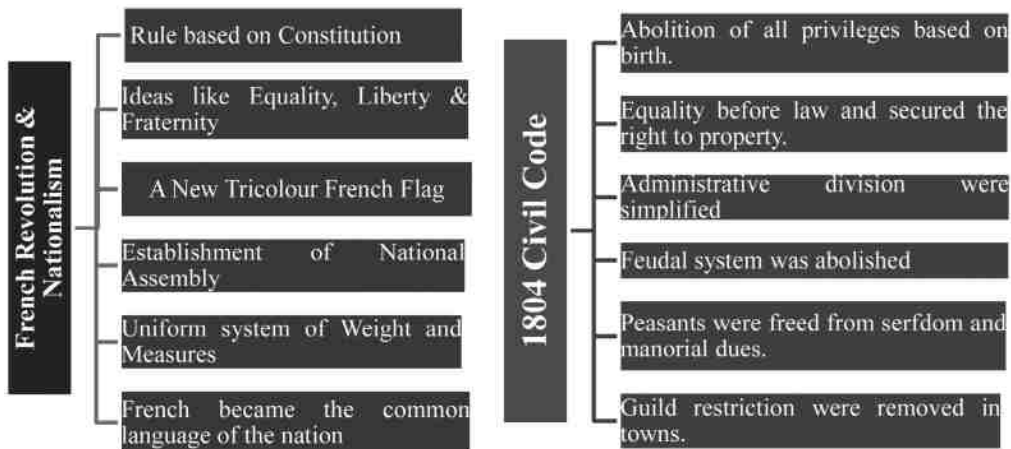 French Revolution &
Nationalism
Rule based on Constitution
Ideas like Equality, Liberty &
Fraternity
A New Tricolour French Flag
Establishment of National
Assembly
Uniform system of Weight and
Measures
French became the common
language of the nation
1804 Civil Code
Abolition of all privileges based on
birth.
Equality before law and secured the
right to property.
Administrative division were
simplified
Feudal system was abolished
Peasants were freed from serfdom and
manorial dues.
Guild restriction were removed in
towns.